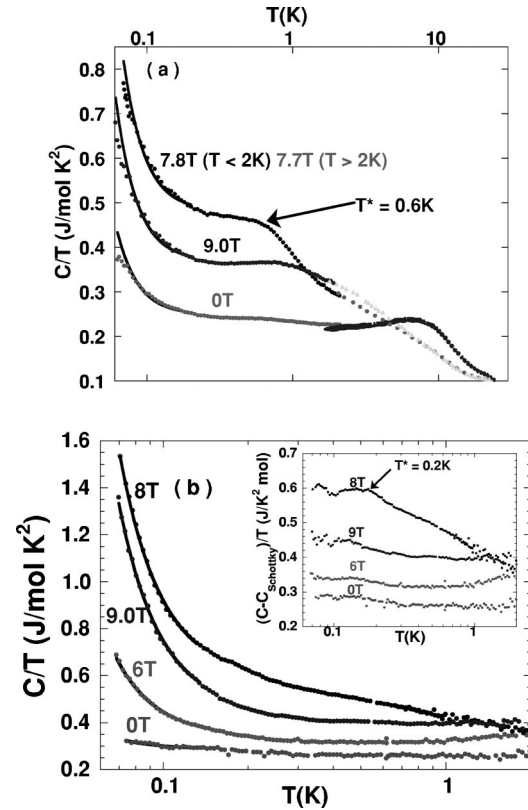 T(K)
0.1 1 10
( a )
0.8
0.7
0.6
0.5
0.4
0.3
0.2
0.1
C/T (J/mol K²)
7.8T (T < 2K) 7.7T (T > 2K)
T* = 0.6K
9.0T
0T
1.6
1.4
1.2
1.0
0.8
0.6
0.4
0.2
C/T (J/mol K²)
8T
( b )
9.0T
6T
0T
0.1 1
T(K)
0.7
0.6
0.5
0.4
0.3
0.2
(C-C_Schottky)/T (J/K² mol)
8T
T* = 0.2K
9T
6T
0T
0.1 1
T(K)